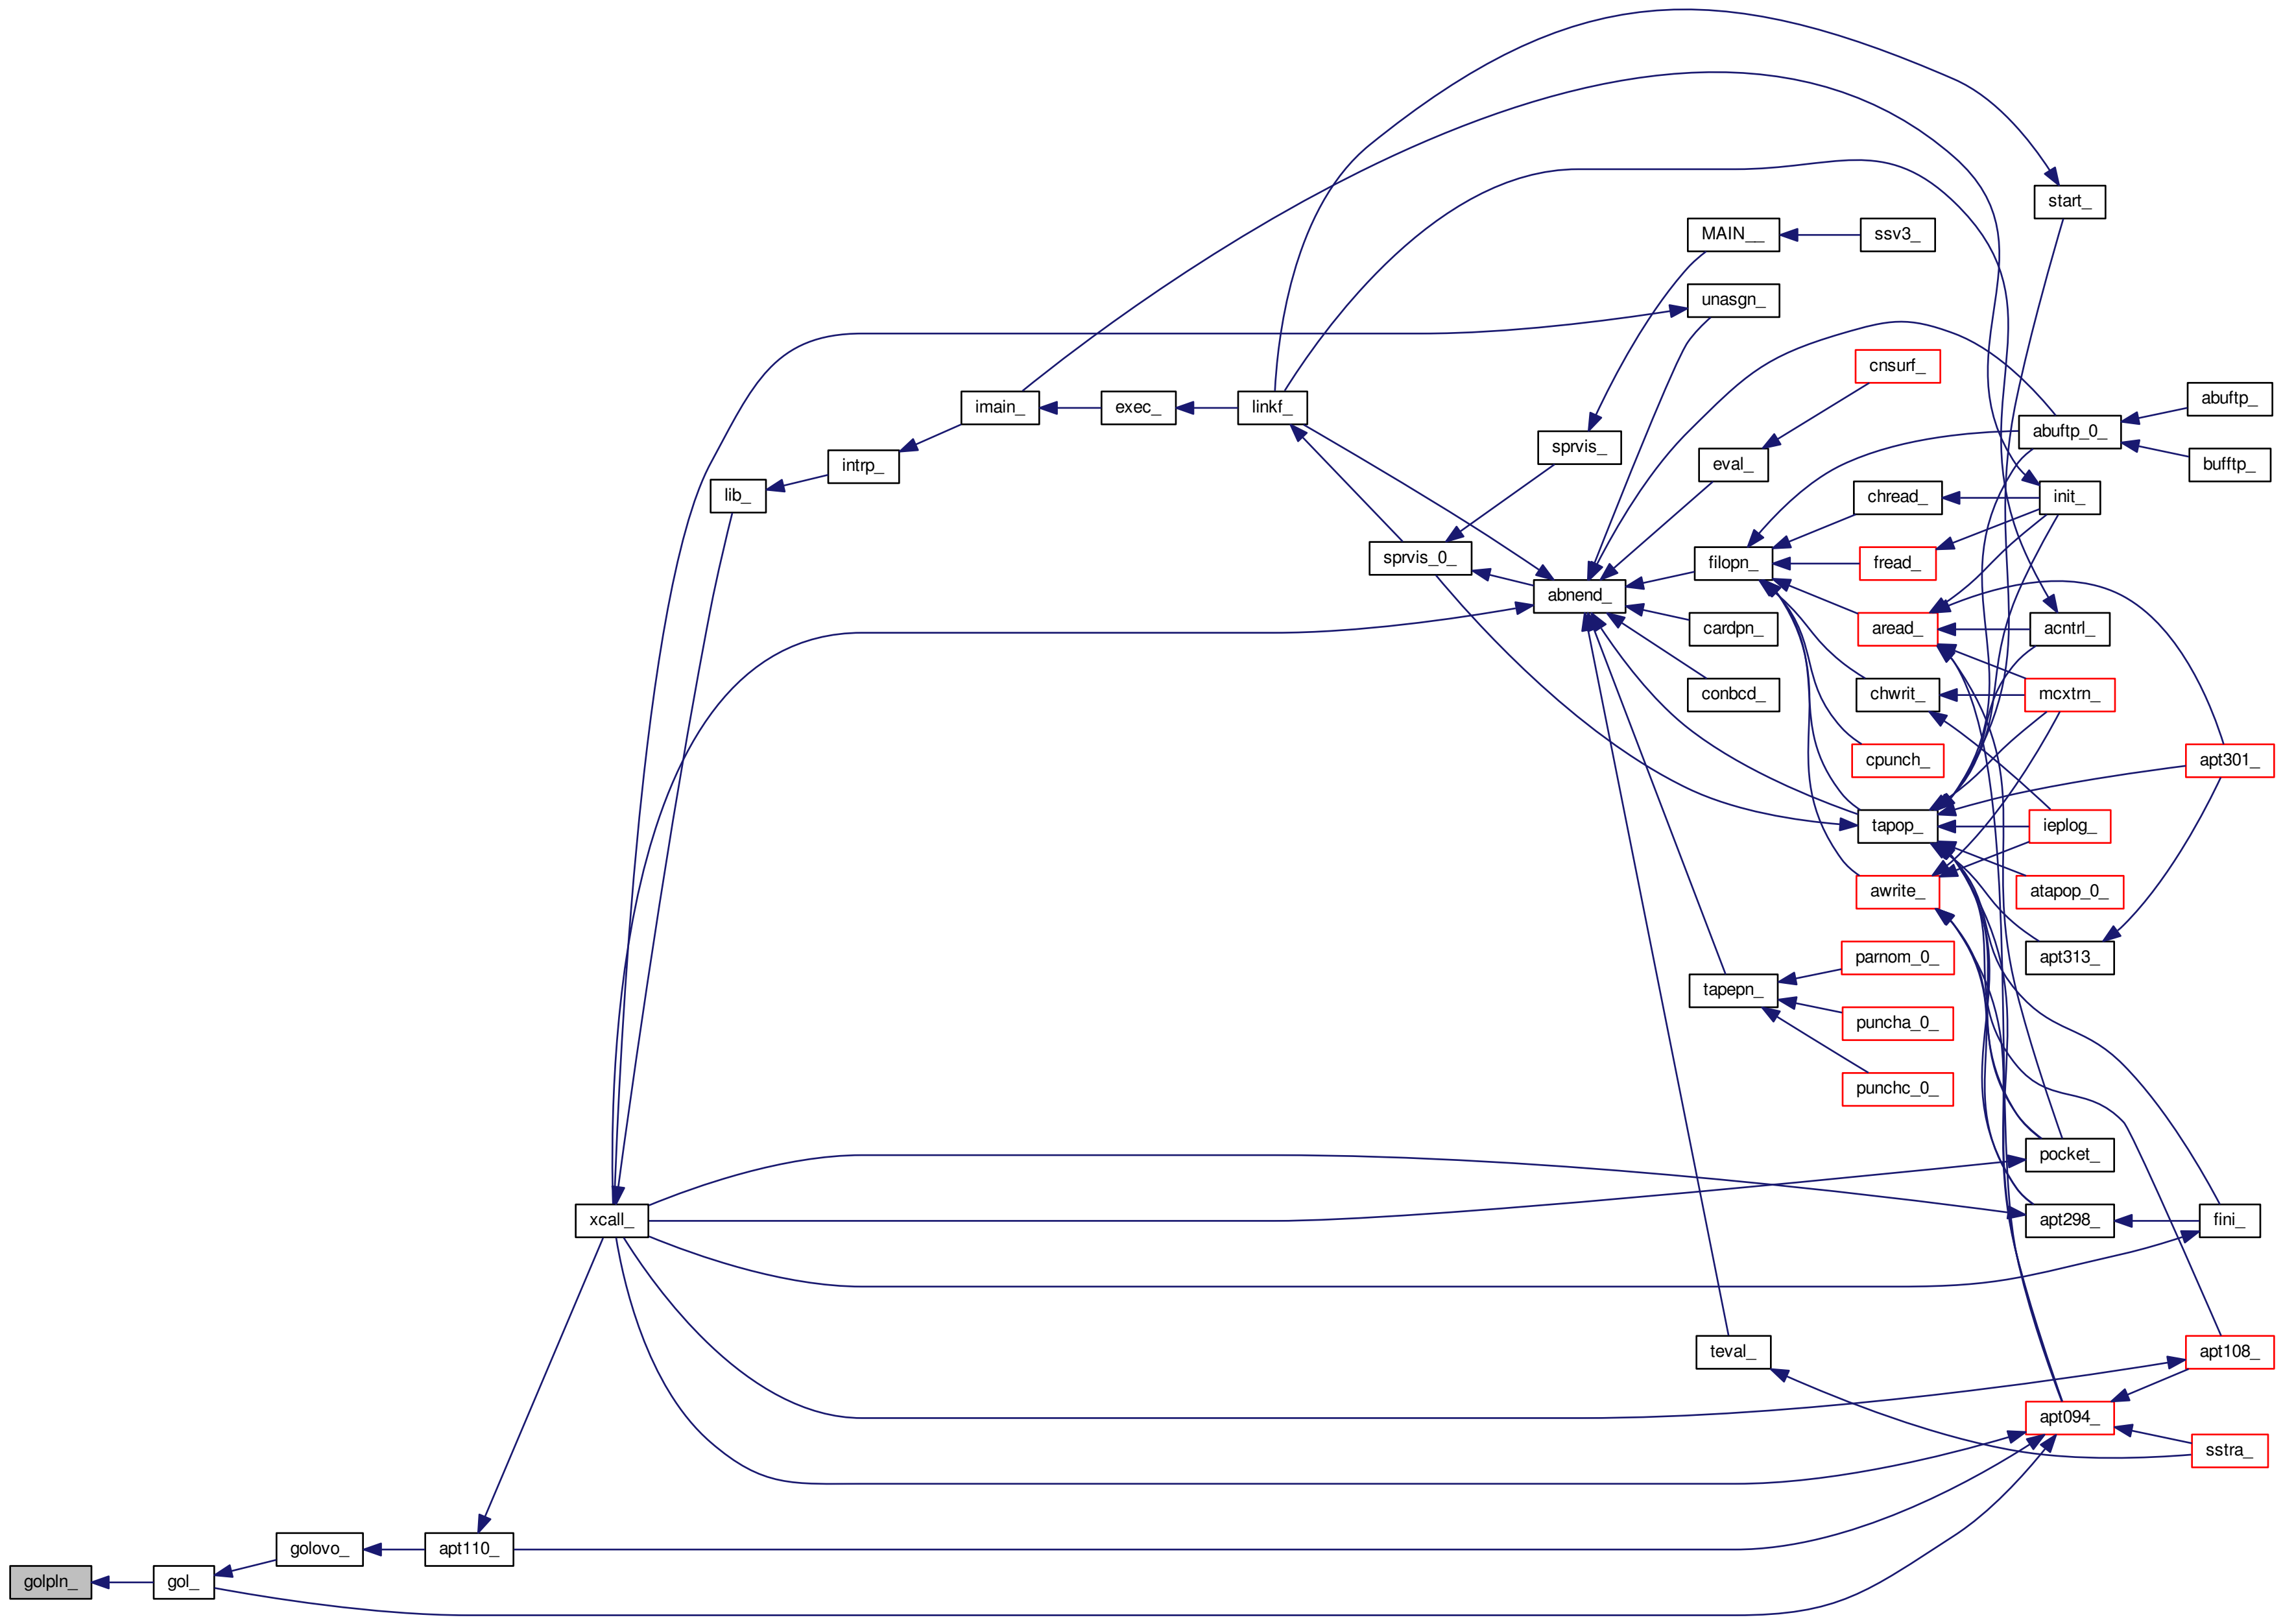 start_
MAIN__
ssv3_
unasgn_
cnsurf_
imain_
exec_
linkf_
abuftp_
abuftp_0_
sprvis_
intrp_
eval_
bufftp_
lib_
chread_
init_
sprvis_0_
filopn_
fread_
abnend_
cardpn_
aread_
acntrl_
conbcd_
chwrit_
mcxtrn_
cpunch_
apt301_
tapop_
ieplog_
awrite_
atapop_0_
parnom_0_
apt313_
tapepn_
puncha_0_
punchc_0_
pocket_
xcall_
apt298_
fini_
teval_
apt108_
apt094_
sstra_
golovo_
apt110_
golpln_
gol_